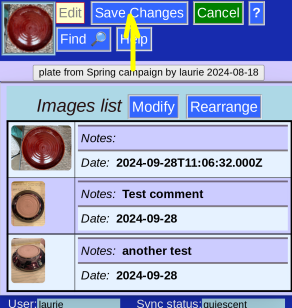 Edit Save Changes Cancel ?
Find 🔎 Help
plate from Spring campaign by laurie 2024-08-18
Images list Modify Rearrange
Notes:
Date: 2024-09-28T11:06:32.000Z
Notes: Test comment
Date: 2024-09-28
Notes: another test
Date: 2024-09-28
User: laurie Sync status: quiescent